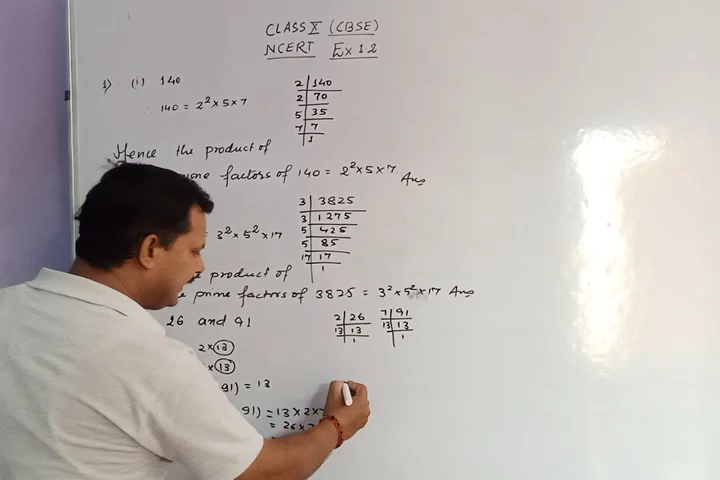 CLASS X (CBSE)
NCERT Ex 1.2
1) (i) 140
2 140
2 70
5 35
7 7
1
∴ 140 = 2² × 5 × 7
Hence the product of
factors of 140 = 2² × 5 × 7 Ans
3 3825
3 1275
5 425
5 85
17 17
1
= 3² × 5² × 17
product of
prime factors of 3825 = 3² × 5² × 17 Ans
26 and 91
2 26
13 13
1
7 91
13 13
1
2 × 13
× 13
91) = 13
91) = 13 × 2 × 7
= 26 ×